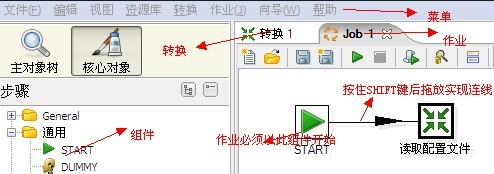 文件(F) 编辑 视图 资源库 转换 作业(J) 向导(W) 帮助
菜单
转换
转换 1
Job 1
作业
主对象树
核心对象
步骤
按住SHIFT键后拖放实现连线
General
通用
START
组件
作业必须以此组件开始
START
读取配置文件
DUMMY